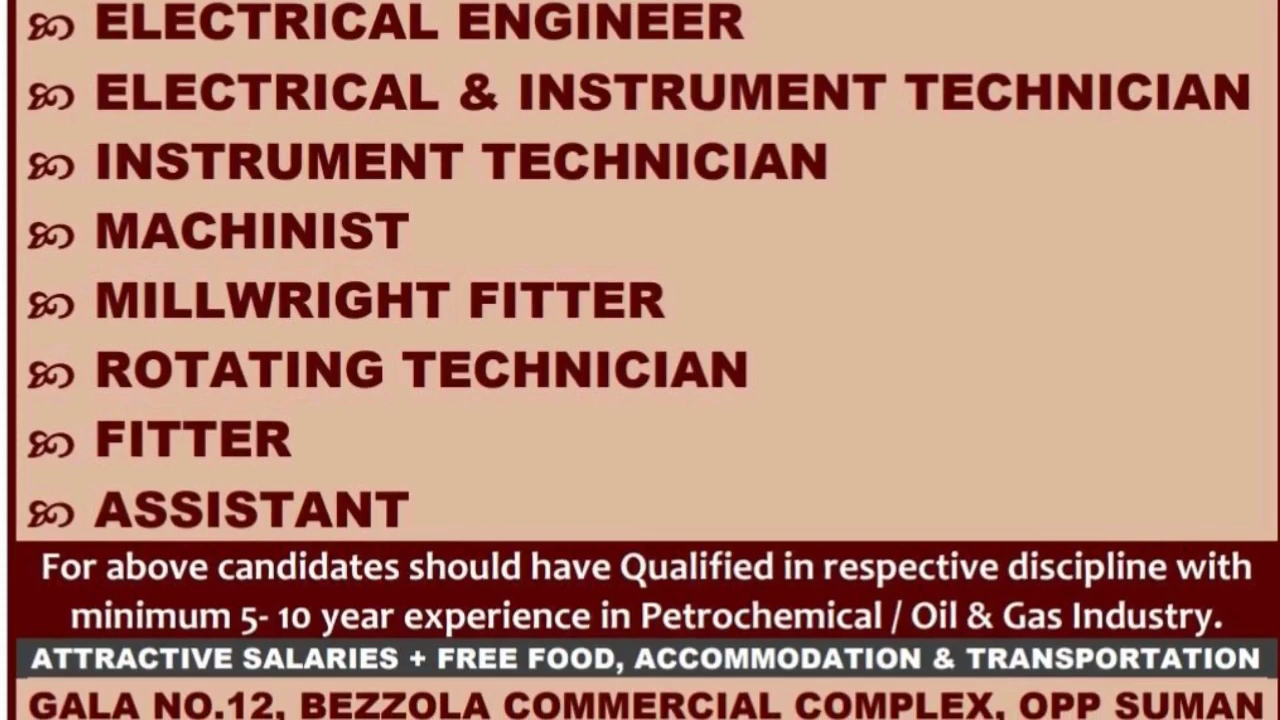 ELECTRICAL ENGINEER
ELECTRICAL & INSTRUMENT TECHNICIAN
INSTRUMENT TECHNICIAN
MACHINIST
MILLWRIGHT FITTER
ROTATING TECHNICIAN
FITTER
ASSISTANT
For above candidates should have Qualified in respective discipline with
minimum 5- 10 year experience in Petrochemical / Oil & Gas Industry.
ATTRACTIVE SALARIES + FREE FOOD, ACCOMMODATION & TRANSPORTATION
GALA NO.12, BEZZOLA COMMERCIAL COMPLEX, OPP SUMAN